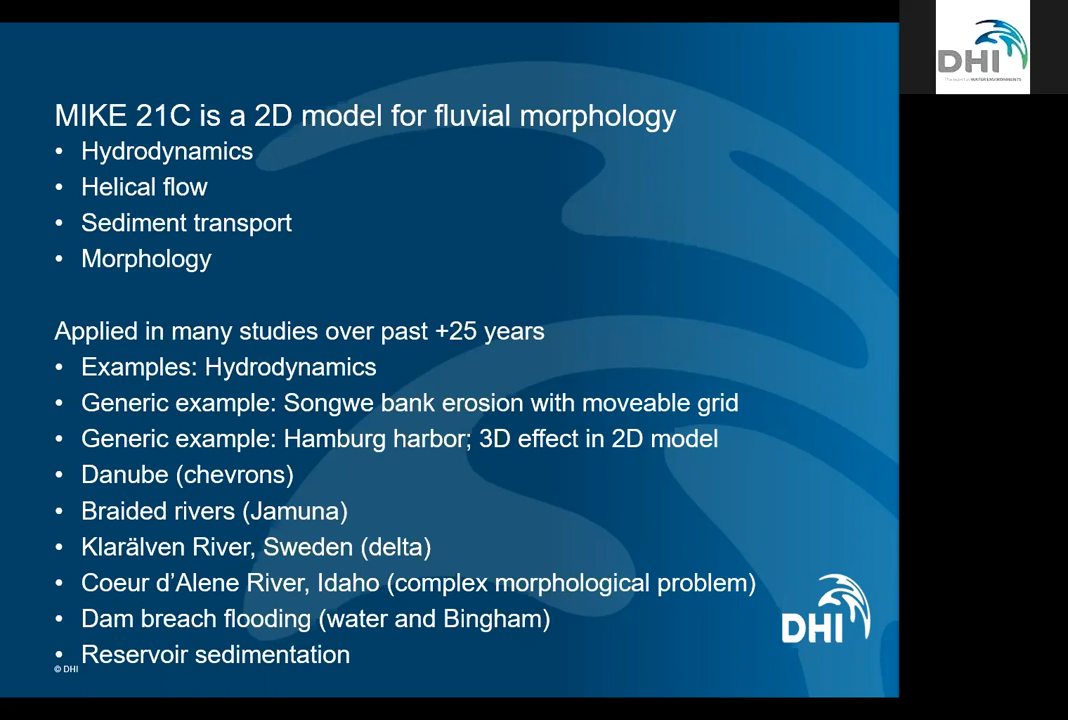 MIKE 21C is a 2D model for fluvial morphology
• Hydrodynamics
• Helical flow
• Sediment transport
• Morphology
Applied in many studies over past +25 years
• Examples: Hydrodynamics
• Generic example: Songwe bank erosion with moveable grid
• Generic example: Hamburg harbor; 3D effect in 2D model
• Danube (chevrons)
• Braided rivers (Jamuna)
• Klarälven River, Sweden (delta)
• Coeur d’Alene River, Idaho (complex morphological problem)
• Dam breach flooding (water and Bingham)
• Reservoir sedimentation
© DHI
DHI
DHI
WATER ENVIRONMENTS